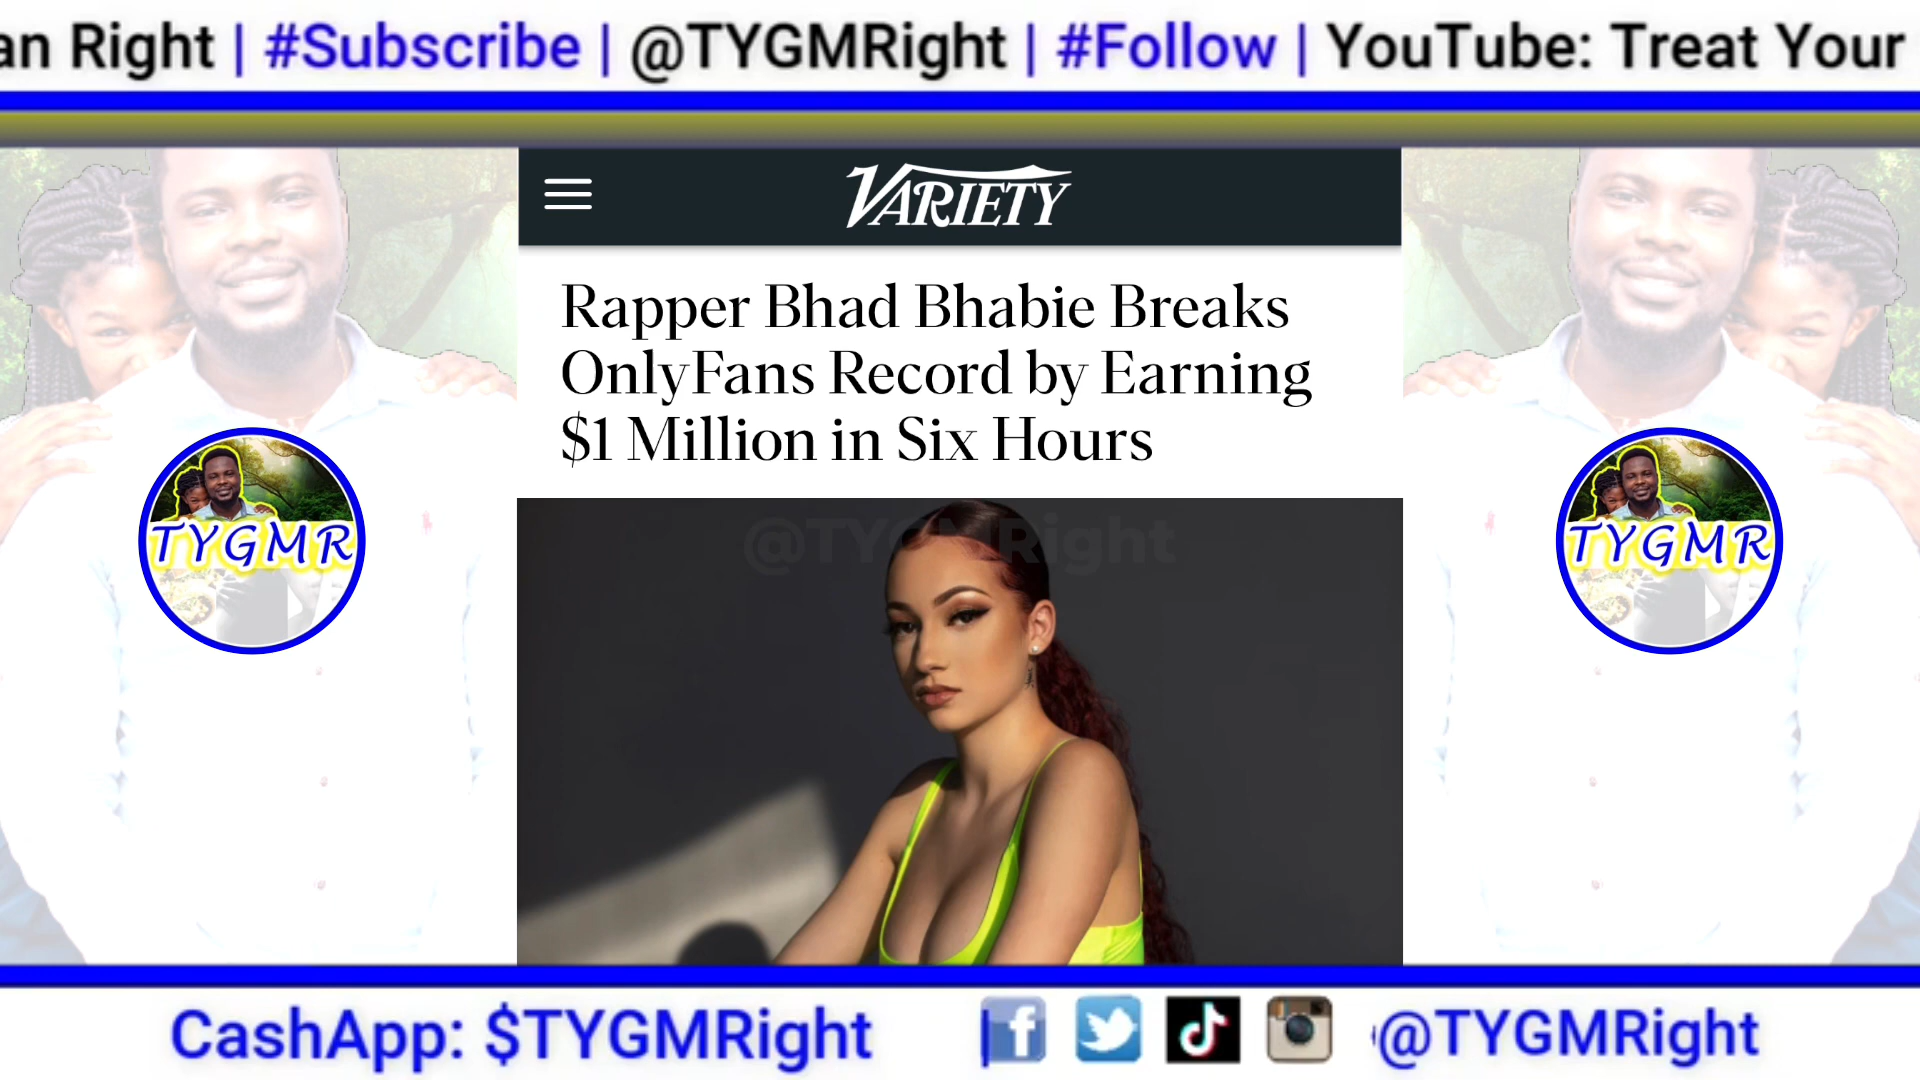 an Right | #Subscribe | @TYGMRight | #Follow | YouTube: Treat Your
VARIETY
Rapper Bhad Bhabie Breaks
OnlyFans Record by Earning
$1 Million in Six Hours
@TYGMRight
TYGMR
TYGMR
CashApp: $TYGMRight
@TYGMRight